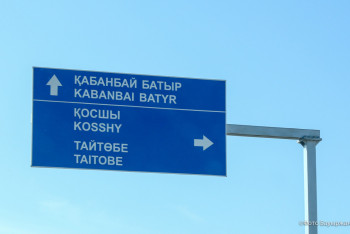 ҚАБАНБАЙ БАТЫР
KABANBAI BATYR
ҚОСШЫ
KOSSHY
ТАЙТӨБЕ
TAITOBE